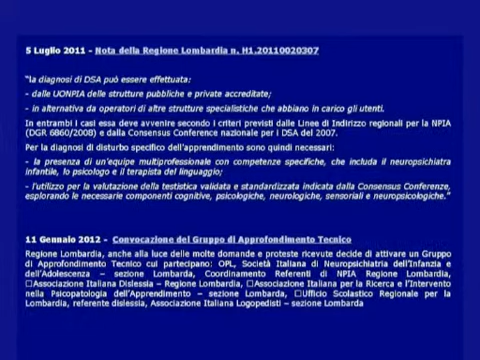 5 Luglio 2011 - Nota della Regione Lombardia n. H1.20110020307
"la diagnosi di DSA può essere effettuata:
- dalle UONPIA delle strutture pubbliche e private accreditate;
- in alternativa da operatori di altre strutture specialistiche che abbiano in carico gli utenti.
In entrambi i casi essa deve avvenire secondo i criteri previsti dalle Linee di Indirizzo regionali per la NPIA
(DGR 6860/2008) e dalla Consensus Conference nazionale per i DSA del 2007.
Per la diagnosi di disturbo specifico dell'apprendimento sono quindi necessari:
- la presenza di un'equipe multiprofessionale con competenze specifiche, che includa il neuropsichiatra
infantile, lo psicologo e il terapista del linguaggio;
- l'utilizzo per la valutazione della testistica validata e standardizzata indicata dalla Consensus Conferenze,
esplorando le necessarie componenti cognitive, psicologiche, neurologiche, sensoriali e neuropsicologiche."
11 Gennaio 2012 - Convocazione del Gruppo di Approfondimento Tecnico
Regione Lombardia, anche alla luce delle molte domande e proteste ricevute decide di attivare un Gruppo
di Approfondimento Tecnico cui partecipano: OPL, Società Italiana di Neuropsichiatria dell'Infanzia e
dell'Adolescenza – sezione Lombarda, Coordinamento Referenti di NPIA Regione Lombardia,
□Associazione Italiana Dislessia – Regione Lombardia, □Associazione Italiana per la Ricerca e l'Intervento
nella Psicopatologia dell'Apprendimento – sezione Lombarda, □Ufficio Scolastico Regionale per la
Lombardia, referente dislessia, Associazione Italiana Logopedisti – sezione Lombarda